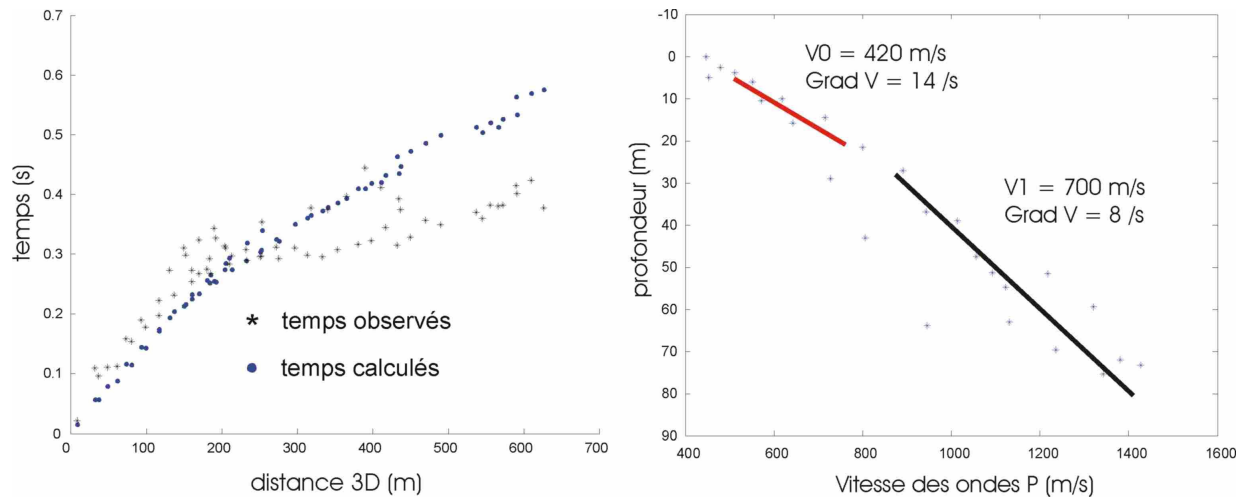 0.7
0.6
0.5
0.4
0.3
0.2
0.1
0
temps (s)
* temps observés
● temps calculés
0 100 200 300 400 500 600 700
distance 3D (m)
-10
0
10
20
30
40
50
60
70
80
90
profondeur (m)
V0 = 420 m/s
Grad V = 14 /s
V1 = 700 m/s
Grad V = 8 /s
400 600 800 1000 1200 1400 1600
Vitesse des ondes P (m/s)